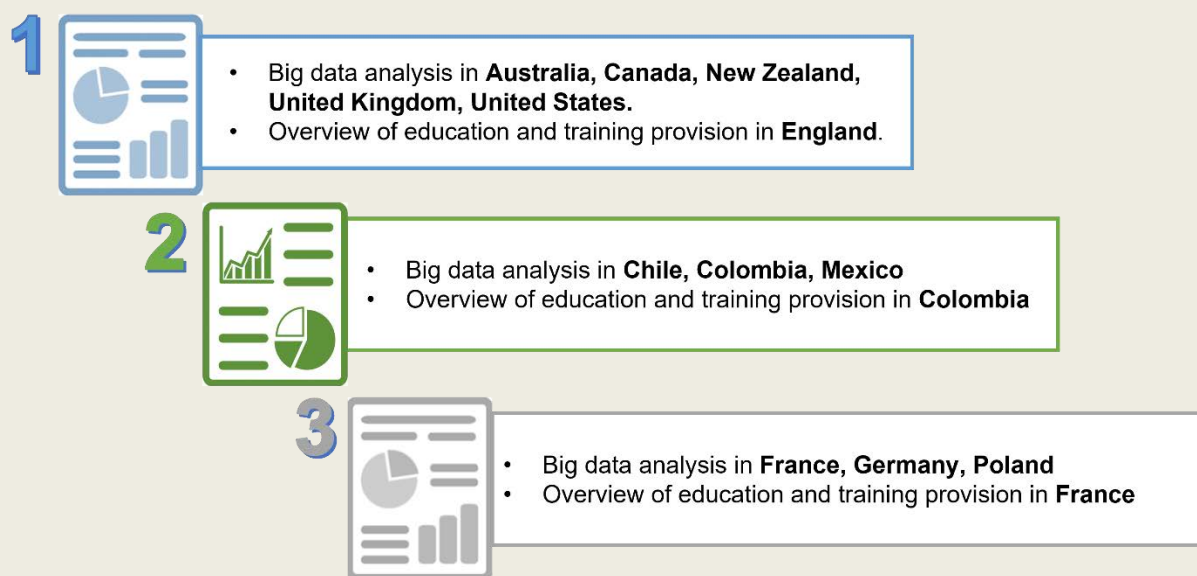 1
• Big data analysis in Australia, Canada, New Zealand,
United Kingdom, United States.
• Overview of education and training provision in England.
2
• Big data analysis in Chile, Colombia, Mexico
• Overview of education and training provision in Colombia
3
• Big data analysis in France, Germany, Poland
• Overview of education and training provision in France